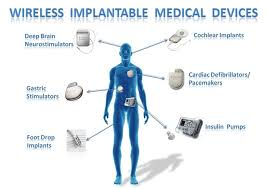 WIRELESS IMPLANTABLE MEDICAL DEVICES
Deep Brain
Neurostimulators
Cochlear Implants
Gastric
Stimulators
Cardiac Defibrillators/
Pacemakers
Foot Drop
Implants
Insulin Pumps